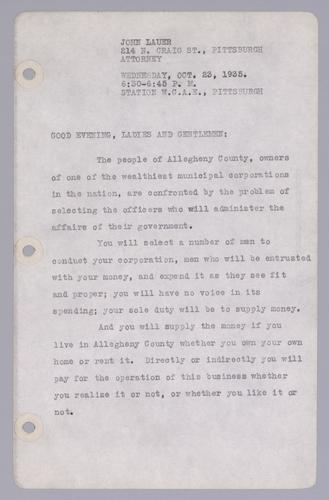 JOHN LAUER
214 N. CRAIG ST., PITTSBURGH
ATTORNEY
WEDNESDAY, OCT. 23, 1935.
6:30-6:45 P. M.
STATION W.C.A.E., PITTSBURGH
GOOD EVENING, LADIES AND GENTLEMEN:
The people of Allegheny County, owners
of one of the wealthiest municipal corporations
in the nation, are confronted by the problem of
selecting the officers who will administer the
affairs of their government.
You will select a number of men to
conduct your corporation, men who will be entrusted
with your money, and expend it as they see fit
and proper; you will have no voice in its
spending; your sole duty will be to supply money.
And you will supply the money if you
live in Allegheny County whether you own your own
home or rent it. Directly or indirectly you will
pay for the operation of this business whether
you realize it or not, or whether you like it or
not.